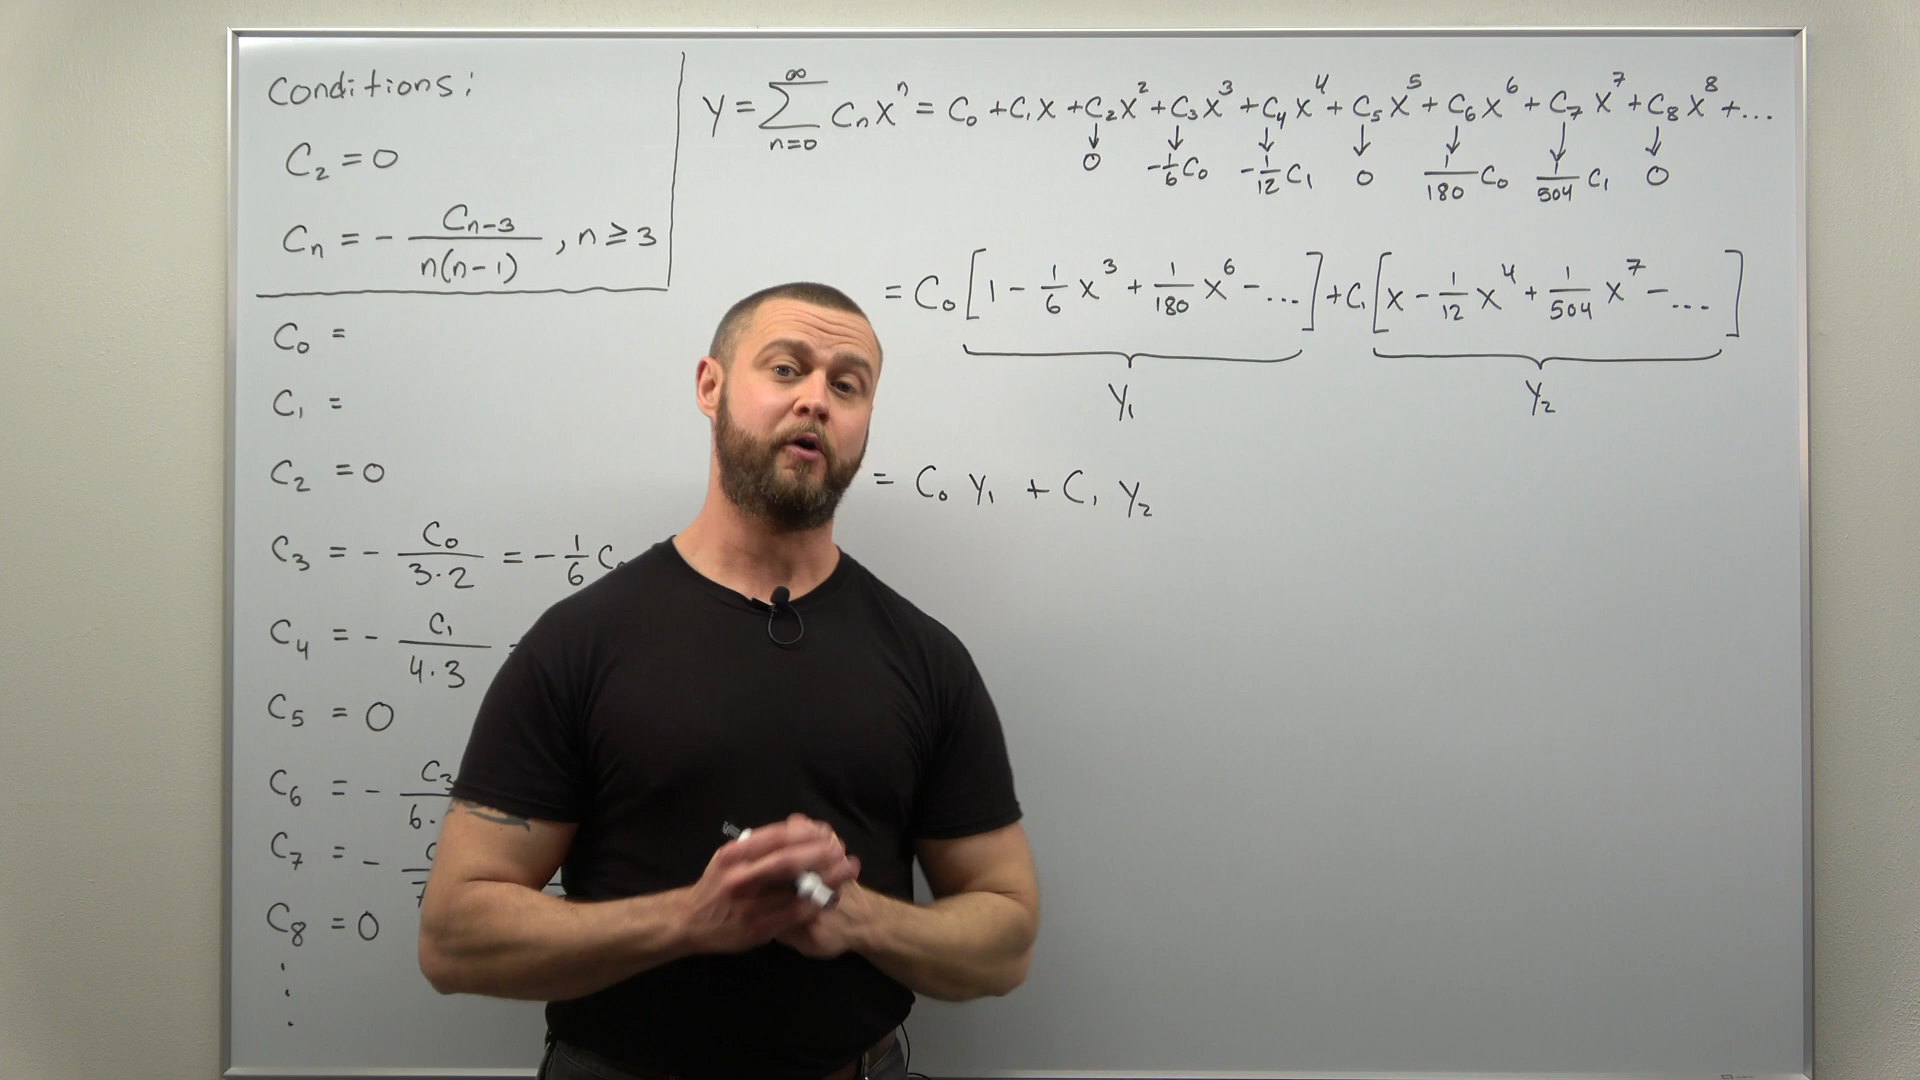 Conditions:
C₂ = 0
Cₙ = - Cₙ₋₃ / n(n-1) , n ≥ 3
C₀ =
C₁ =
C₂ = 0
C₃ = - C₀ / 3·2 = - 1/6 C
C₄ = - C₁ / 4·3
C₅ = 0
C₆ = - C₃ / 6·
C₇ = -
C₈ = 0
⋮
Y = ∑ₙ₌₀^∞ CₙXⁿ = C₀ + C₁X + C₂X² + C₃X³ + C₄X⁴ + C₅X⁵ + C₆X⁶ + C₇X⁷ + C₈X⁸ + ...
↓ ↓ ↓ ↓ ↓ ↓ ↓
0 -1/6 C₀ -1/12 C₁ 0 1/180 C₀ 1/504 C₁ 0
= C₀[1 - 1/6 X³ + 1/180 X⁶ - ...] + C₁[X - 1/12 X⁴ + 1/504 X⁷ - ...]
Y₁ Y₂
= C₀ Y₁ + C₁ Y₂